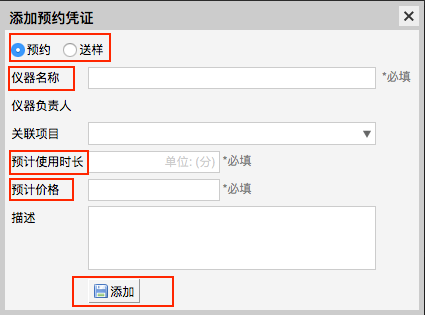 添加预约凭证
预约 送样
仪器名称 *必填
仪器负责人
关联项目
预计使用时长 单位: (分) *必填
预计价格 *必填
描述
添加